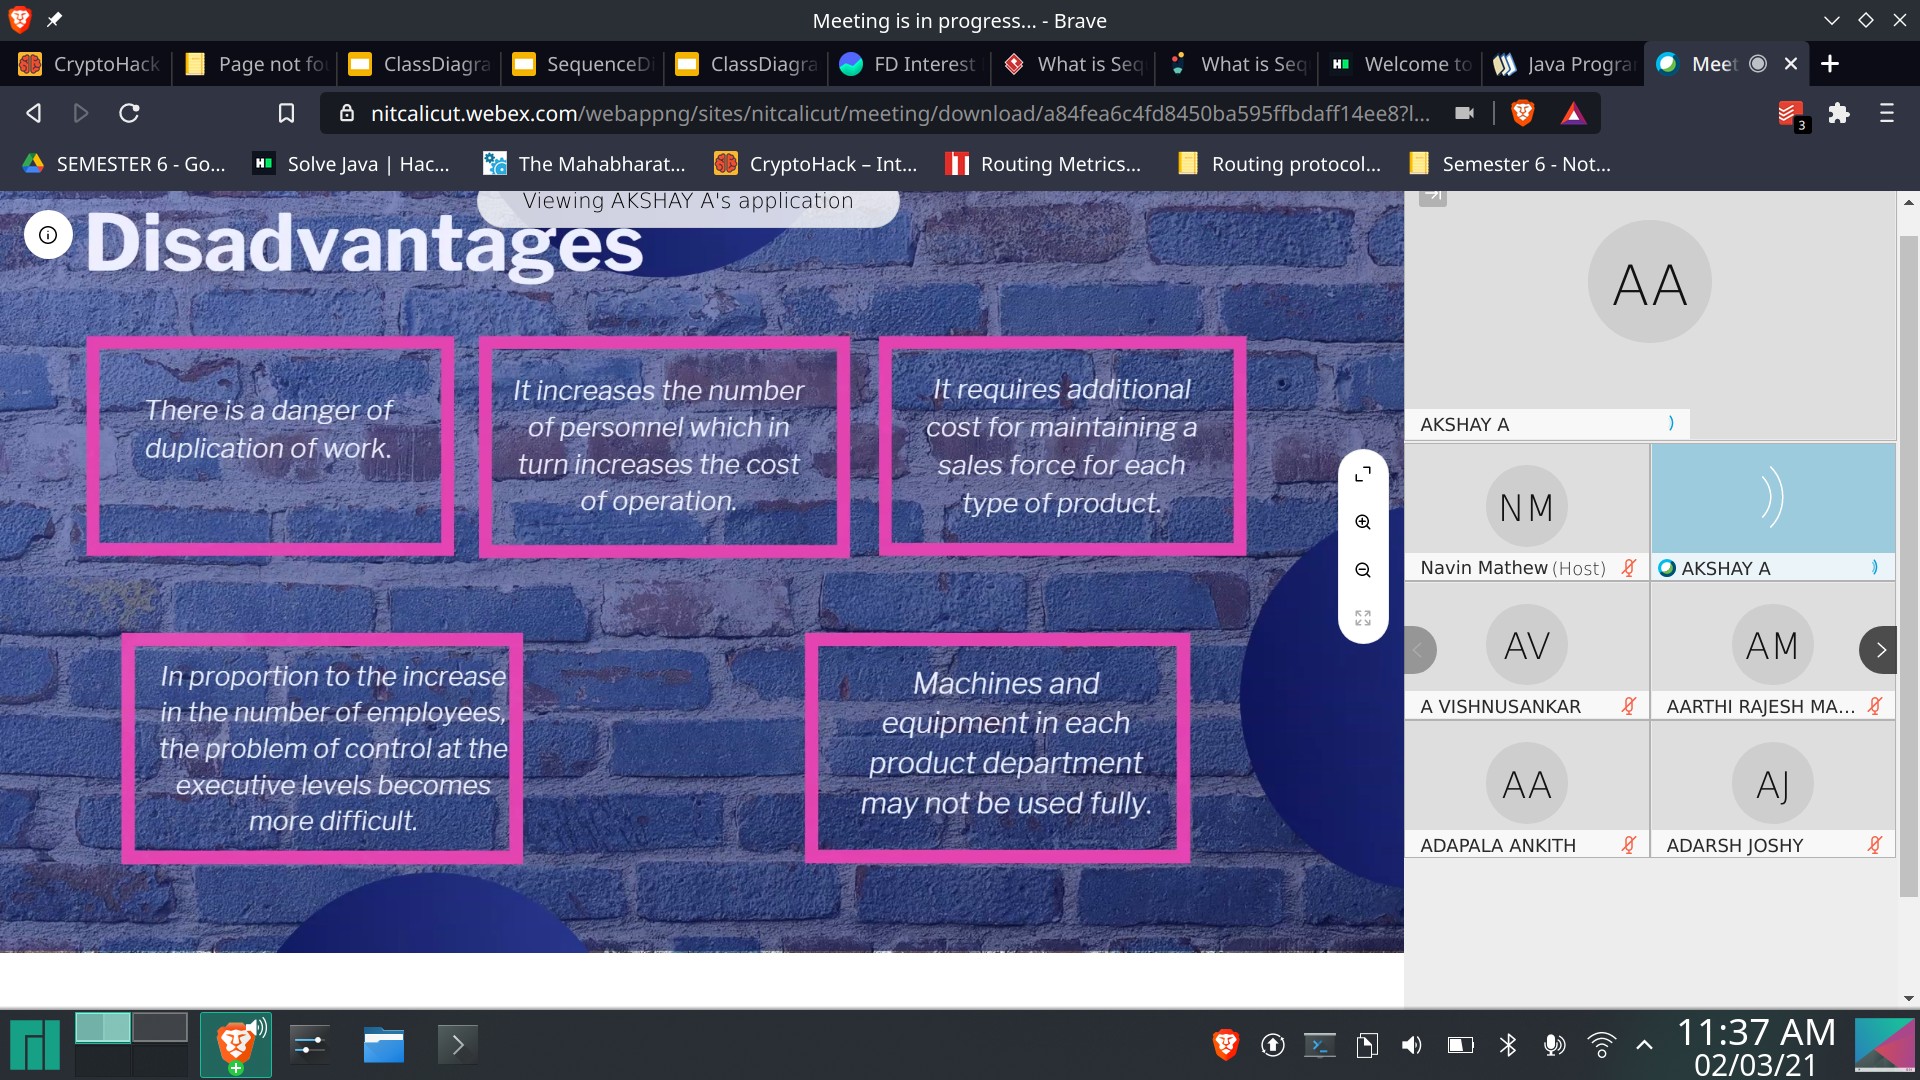 Meeting is in progress... - Brave
CryptoHack
Page not fo
ClassDiagra
SequenceDi
ClassDiagra
FD Interest
What is Seq
What is Seq
Welcome to
Java Progra
Meet
nitcalicut.webex.com/webappng/sites/nitcalicut/meeting/download/a84fea6c4fd8450ba595ffbdaff14ee8?l...
3
SEMESTER 6 - Go...
Solve Java | Hac...
The Mahabharat...
CryptoHack – Int...
Routing Metrics...
Routing protocol...
Semester 6 - Not...
Viewing AKSHAY A's application
Disadvantages
There is a danger of
duplication of work.
It increases the number
of personnel which in
turn increases the cost
of operation.
It requires additional
cost for maintaining a
sales force for each
type of product.
In proportion to the increase
in the number of employees,
the problem of control at the
executive levels becomes
more difficult.
Machines and
equipment in each
product department
may not be used fully.
AA
AKSHAY A
NM
Navin Mathew (Host)
AKSHAY A
AV
A VISHNUSANKAR
AM
AARTHI RAJESH MA...
AA
ADAPALA ANKITH
AJ
ADARSH JOSHY
11:37 AM
02/03/21